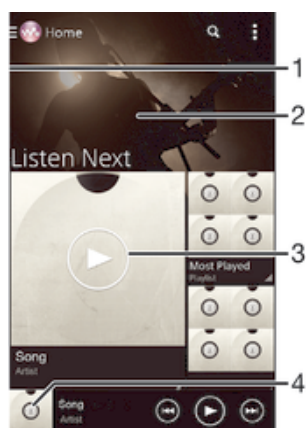 Home
1
2
Listen Next
3
Most Played
Playlist
Song
Artist
4
Song
Artist